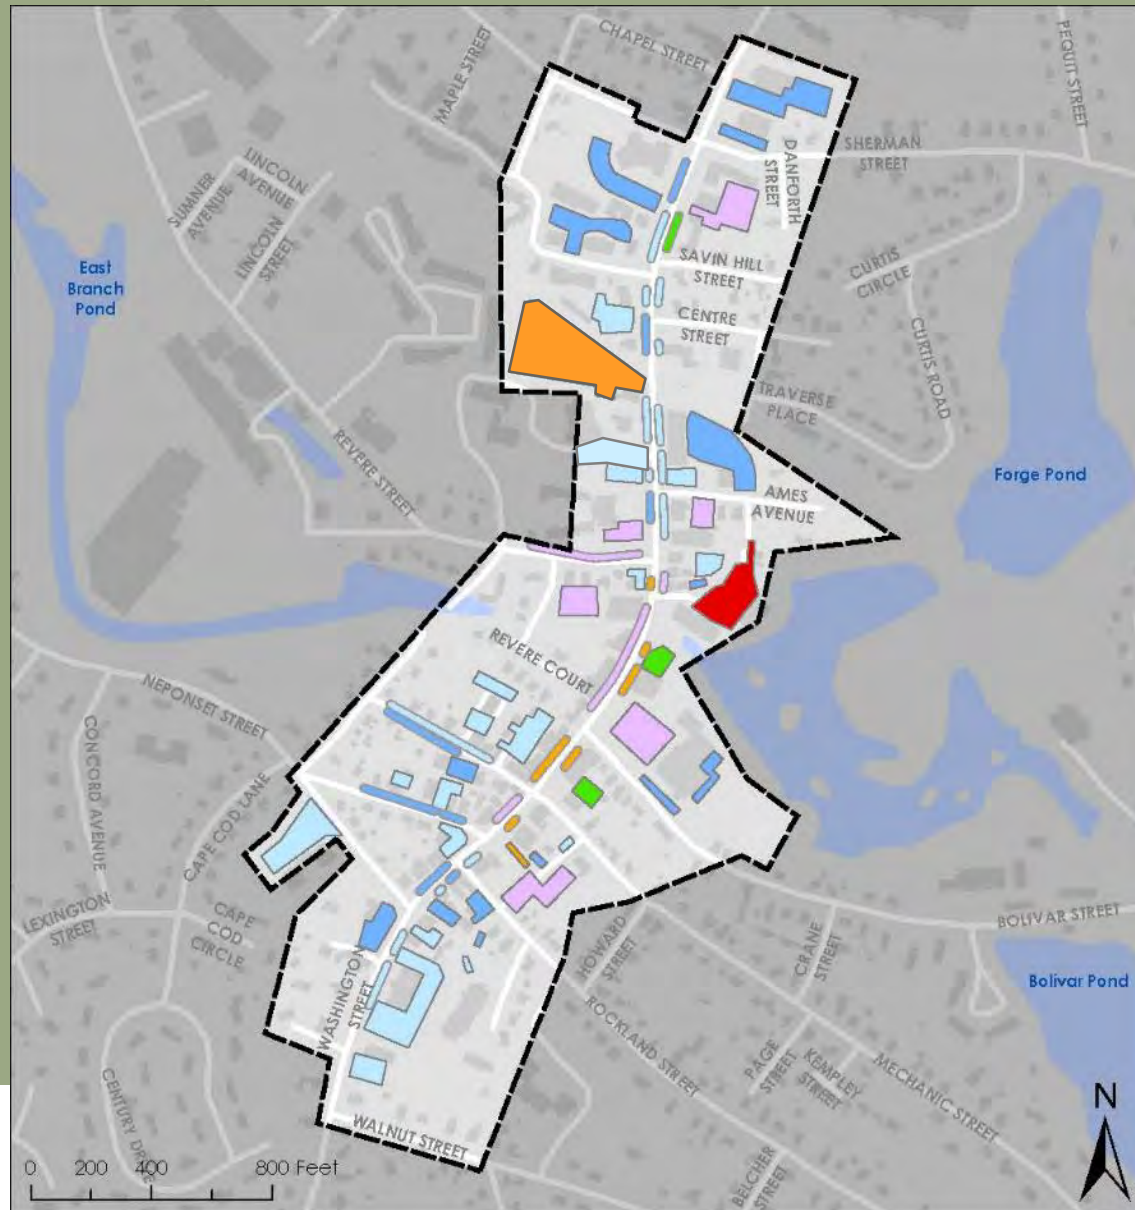 CHAPEL STREET
PEQUIT STREET
MAPLE STREET
SHERMAN
STREET
DANFORTH
STREET
LINCOLN
AVENUE
SUMNER
AVENUE
LINCOLN
STREET
SAVIN HILL
STREET
CURTIS
CIRCLE
East
Branch
Pond
CENTRE
STREET
CURTIS ROAD
TRAVERSE
PLACE
REVERE STREET
Forge Pond
AMES
AVENUE
REVERE COURT
NEPONSET STREET
CONCORD AVENUE
CAPE COD LANE
LEXINGTON
STREET
CAPE
COD
CIRCLE
BOLIVAR STREET
CRANE
STREET
HOWARD
STREET
WASHINGTON
STREET
Bolivar Pond
ROCKLAND STREET
PAGE
STREET
KEMPLEY
STREET
MECHANIC STREET
CENTURY DRIVE
WALNUT STREET
BELCHER
STREET
N
0 200 400 800 Feet